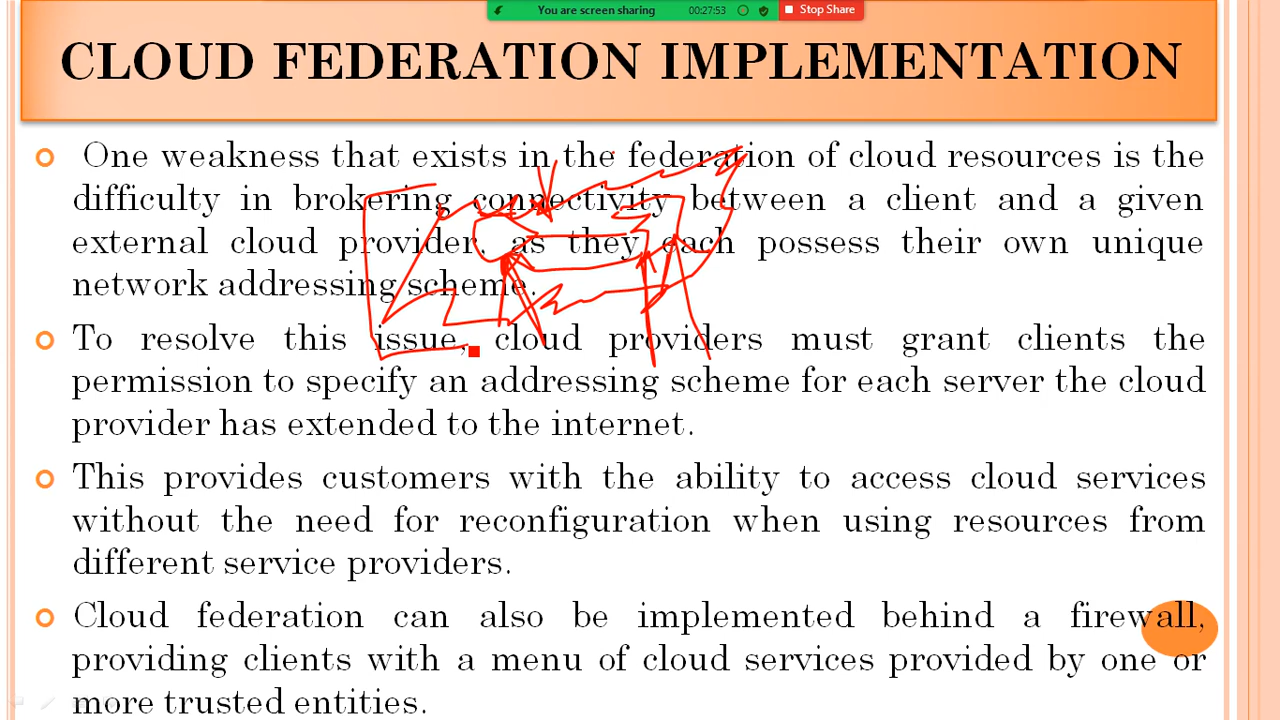 You are screen sharing 00:27:53 Stop Share
CLOUD FEDERATION IMPLEMENTATION
One weakness that exists in the federation of cloud resources is the
difficulty in brokering connectivity between a client and a given
external cloud provider, as they each possess their own unique
network addressing scheme.
To resolve this issue, cloud providers must grant clients the
permission to specify an addressing scheme for each server the cloud
provider has extended to the internet.
This provides customers with the ability to access cloud services
without the need for reconfiguration when using resources from
different service providers.
Cloud federation can also be implemented behind a firewall,
providing clients with a menu of cloud services provided by one or
more trusted entities.